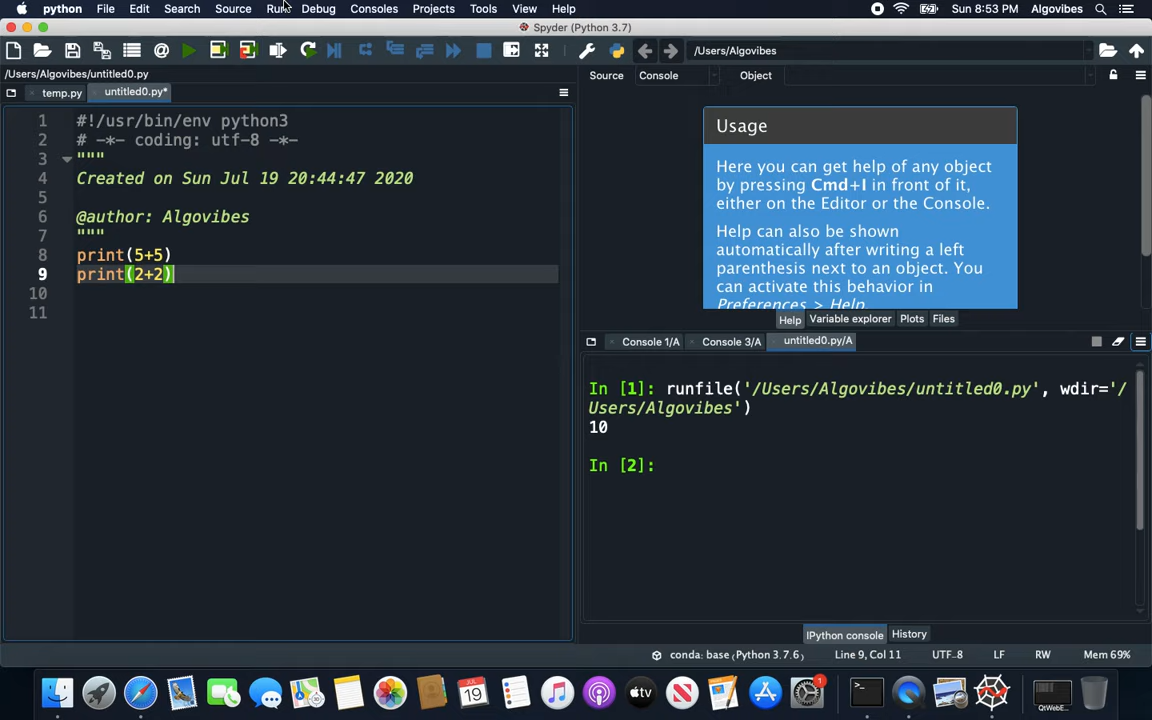 python File Edit Search Source Run Debug Consoles Projects Tools View Help Sun 8:53 PM Algovibes
Spyder (Python 3.7)
/Users/Algovibes
/Users/Algovibes/untitled0.py
Source Console Object
temp.py untitled0.py*
1 #!/usr/bin/env python3
2 # -*- coding: utf-8 -*-
3 """
4 Created on Sun Jul 19 20:44:47 2020
5
6 @author: Algovibes
7 """
8 print(5+5)
9 print(2+2)
10
11
Usage
Here you can get help of any object
by pressing Cmd+I in front of it,
either on the Editor or the Console.
Help can also be shown
automatically after writing a left
parenthesis next to an object. You
can activate this behavior in
Preferences > Help.
Help Variable explorer Plots Files
Console 1/A Console 3/A untitled0.py/A
In [1]: runfile('/Users/Algovibes/untitled0.py', wdir='/
Users/Algovibes')
10
In [2]:
IPython console History
conda: base (Python 3.7.6) Line 9, Col 11 UTF-8 LF RW Mem 69%
JUL
19
tv
1
QtWebE